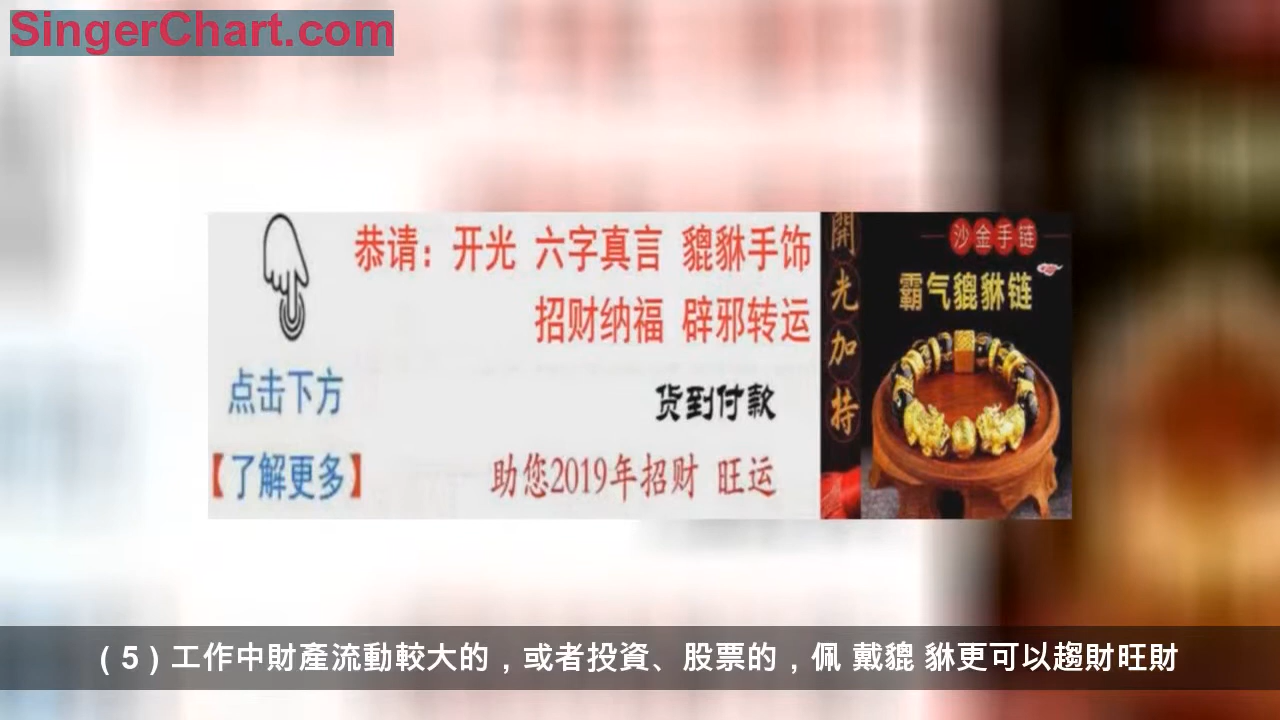 SingerChart.com
恭请：开光 六字真言 貔貅手饰
招财纳福 辟邪转运
点击下方
货到付款
【了解更多】
助您2019年招财 旺运
開光加持
沙金手链
霸气貔貅链
（5）工作中財產流動較大的，或者投資、股票的，佩 戴貔 貅更可以趨財旺財